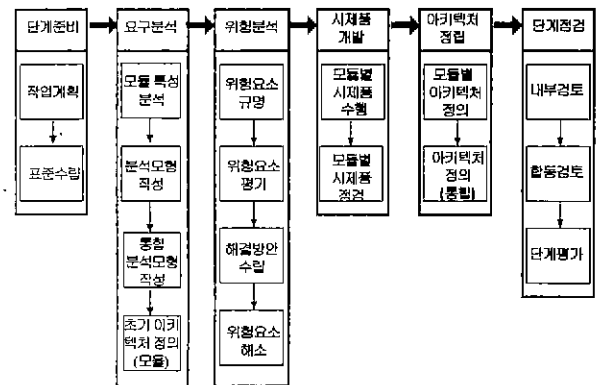 단계준비
요구분석
위험분석
시제품
개발
아키텍처
정립
단계점검
작업계획
표준수립
모듈 특성
분석
분석모형
작성
통합
분석모형
작성
초기 아키
텍처 정의
(모듈)
위험요소
규명
위험요소
평가
해결방안
수립
위험요소
해소
모듈별
시제품
수행
모듈별
시제품
점검
모듈별
아키텍처
정의
아키텍처
정의
(통합)
내부검토
합동검토
단계평가